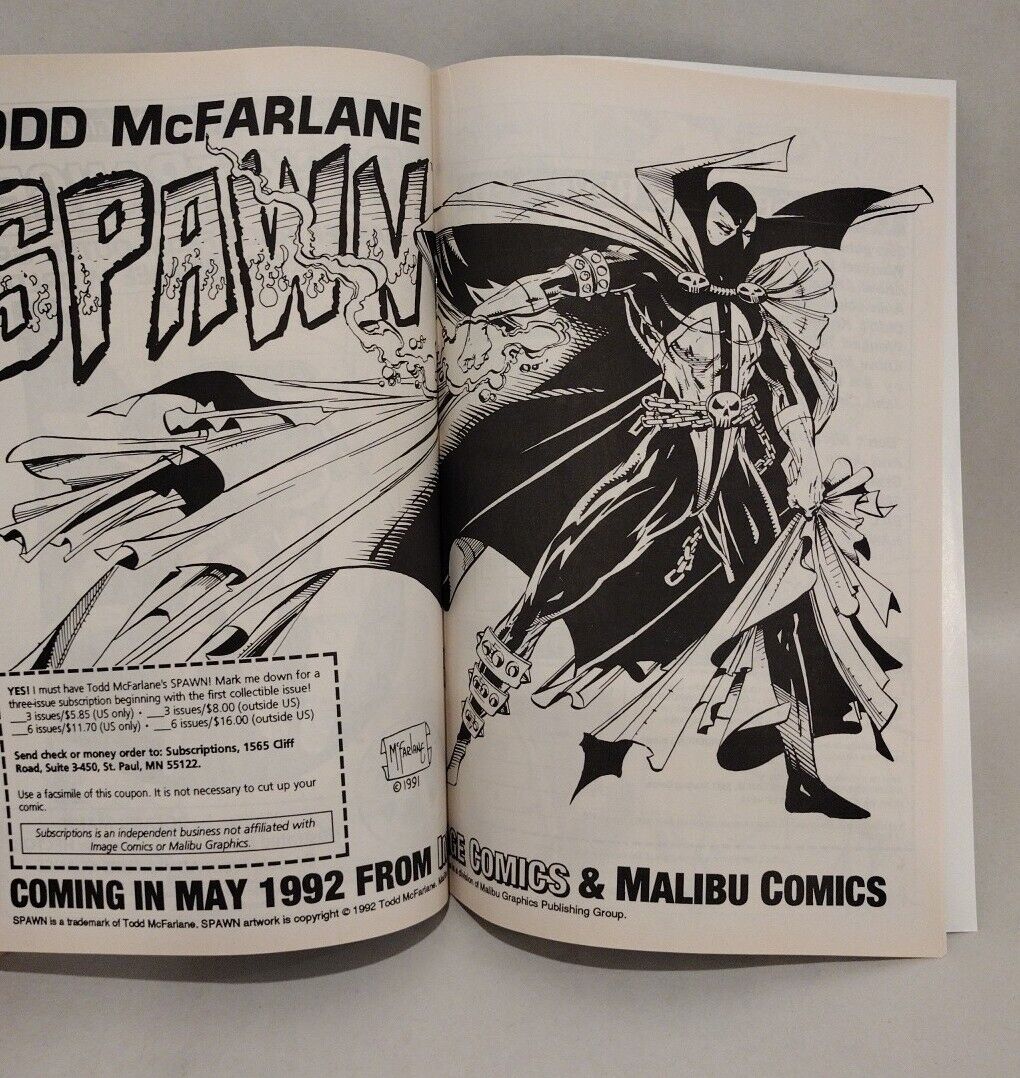 ODD McFARLANE
SPAWN
YES! I must have Todd McFarlane's SPAWN! Mark me down for a
three-issue subscription beginning with the first collectible issue!
___3 issues/$5.85 (US only) • ___3 issues/$8.00 (outside US)
___6 issues/$11.70 (US only) • ___6 issues/$16.00 (outside US)
Send check or money order to: Subscriptions, 1565 Cliff
Road, Suite 3-450, St. Paul, MN 55122.
Use a facsimile of this coupon. It is not necessary to cut up your
comic.
Subscriptions is an independent business not affiliated with
Image Comics or Malibu Graphics.
McFARLANE
© 1991
COMING IN MAY 1992 FROM I GE COMICS & MALIBU COMICS
SPAWN is a trademark of Todd McFarlane. SPAWN artwork is copyright © 1992 Todd McFarlane. is a division of Malibu Graphics Publishing Group.